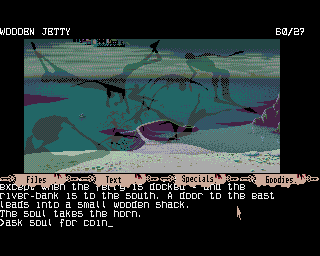 WOODEN JETTY 60/27
Files Text Specials Goodies
except when the ferry is docked - and the
river-bank is to the south. A door to the east
leads into a small wooden shack.
The soul takes the horn.
>ask soul for coin_